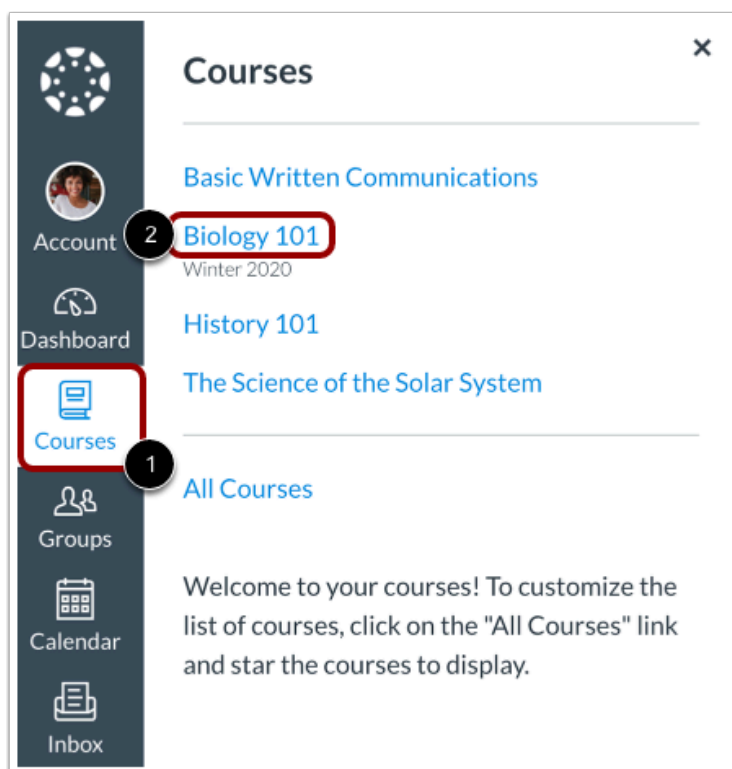 Courses
×
Basic Written Communications
Account
2
Biology 101
Winter 2020
Dashboard
History 101
The Science of the Solar System
Courses
1
All Courses
Groups
Calendar
Inbox
Welcome to your courses! To customize the
list of courses, click on the "All Courses" link
and star the courses to display.